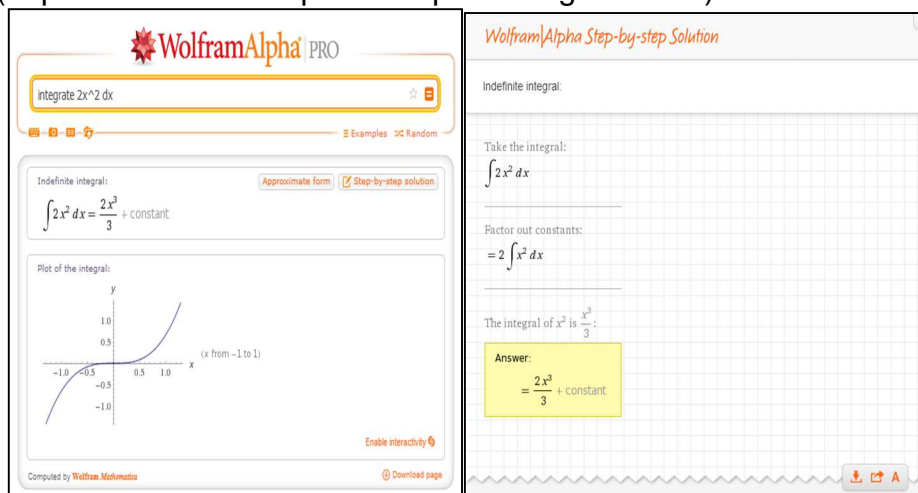 WolframAlpha PRO
integrate 2x^2 dx
Examples Random
Indefinite integral:
Approximate form Step-by-step solution
∫2x² dx = 2x³/3 + constant
Plot of the integral:
y
1.0
0.5
(x from −1 to 1)
x
−1.0 −0.5 0.5 1.0
−0.5
−1.0
Enable interactivity
Computed by Wolfram Mathematica
Download page
Wolfram|Alpha Step-by-step Solution
Indefinite integral:
Take the integral:
∫2x² dx
Factor out constants:
= 2 ∫x² dx
The integral of x² is x³/3:
Answer:
= 2x³/3 + constant
A